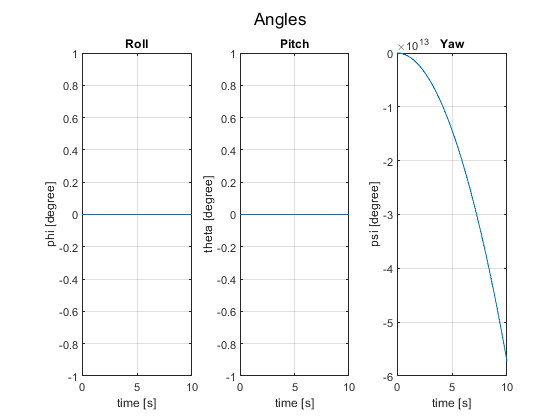 Angles
Roll
1
0.8
0.6
0.4
0.2
0
-0.2
-0.4
-0.6
-0.8
-1
phi [degree]
0 5 10
time [s]
Pitch
1
0.8
0.6
0.4
0.2
0
-0.2
-0.4
-0.6
-0.8
-1
theta [degree]
0 5 10
time [s]
×10^13 Yaw
0
-1
-2
-3
-4
-5
-6
psi [degree]
0 5 10
time [s]